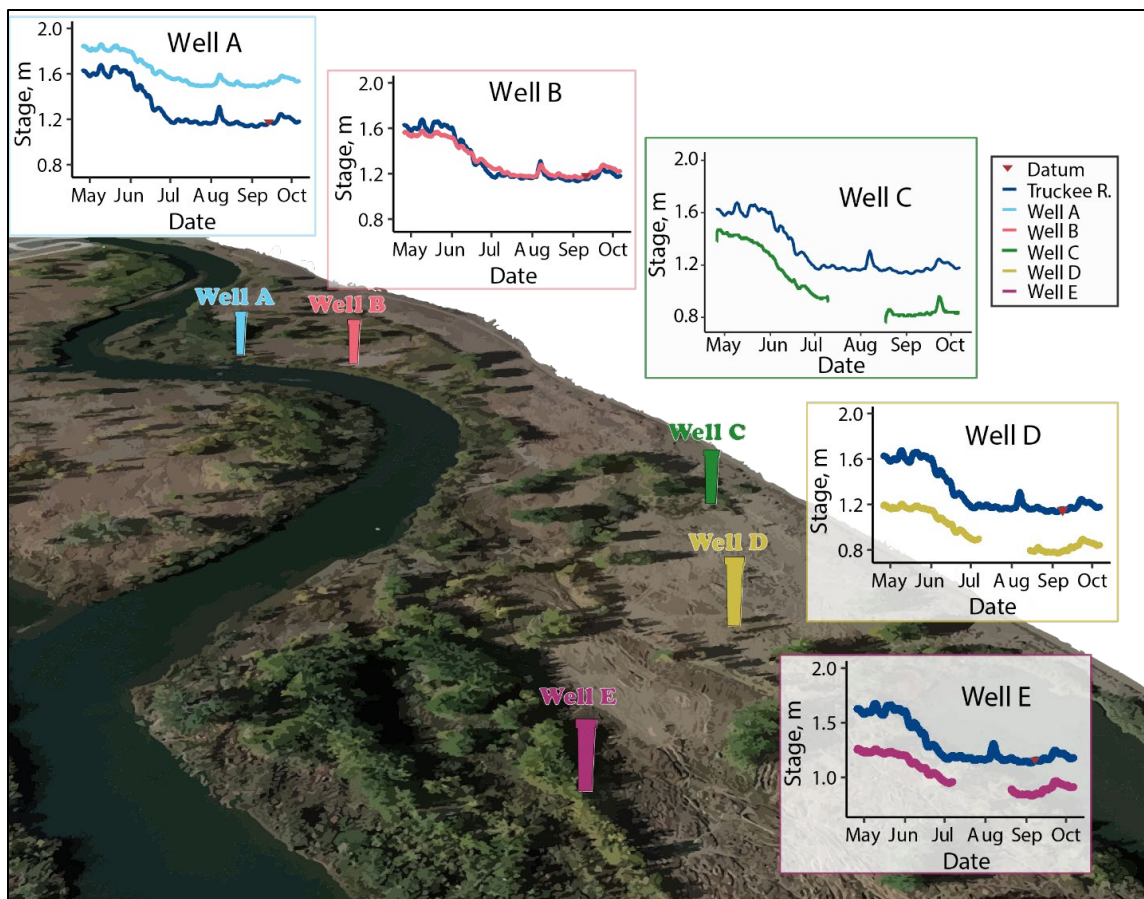 Well A
2.0
1.6
1.2
0.8
Stage, m
May Jun Jul Aug Sep Oct
Date
Well B
2.0
1.6
1.2
0.8
Stage, m
May Jun Jul Aug Sep Oct
Date
Well C
2.0
1.6
1.2
0.8
Stage, m
May Jun Jul Aug Sep Oct
Date
Datum
Truckee R.
Well A
Well B
Well C
Well D
Well E
Well A
Well B
Well C
Well D
2.0
1.6
1.2
0.8
Stage, m
May Jun Jul Aug Sep Oct
Date
Well D
Well E
2.0
1.5
1.0
Stage, m
May Jun Jul Aug Sep Oct
Date
Well E